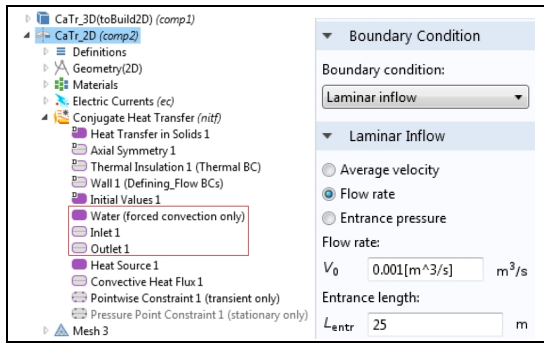 CaTr_3D(toBuild2D) (comp1)
CaTr_2D (comp2)
Definitions
Geometry(2D)
Materials
Electric Currents (ec)
Conjugate Heat Transfer (nitf)
Heat Transfer in Solids 1
Axial Symmetry 1
Thermal Insulation 1 (Thermal BC)
Wall 1 (Defining_Flow BCs)
Initial Values 1
Water (forced convection only)
Inlet 1
Outlet 1
Heat Source 1
Convective Heat Flux 1
Pointwise Constraint 1 (transient only)
Pressure Point Constraint 1 (stationary only)
Mesh 3
Boundary Condition
Boundary condition:
Laminar inflow
Laminar Inflow
Average velocity
Flow rate
Entrance pressure
Flow rate:
V0 0.001[m^3/s] m³/s
Entrance length:
Lentr 25 m